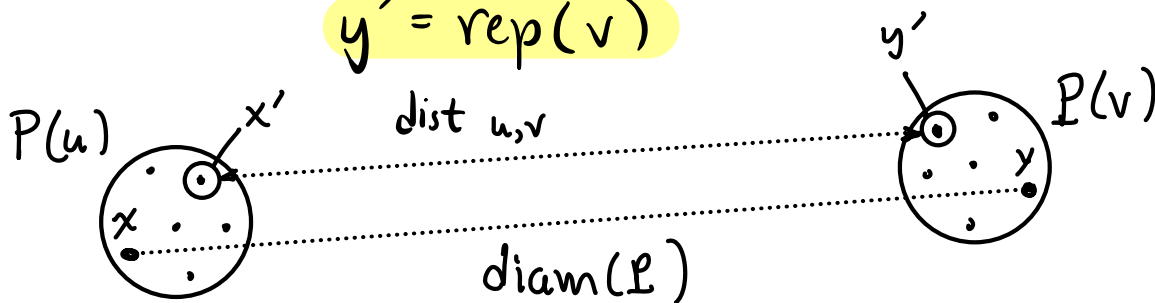 y′ = rep(v)
y′
P(u)
x′
dist u,v
P(v)
x
y
diam(P)